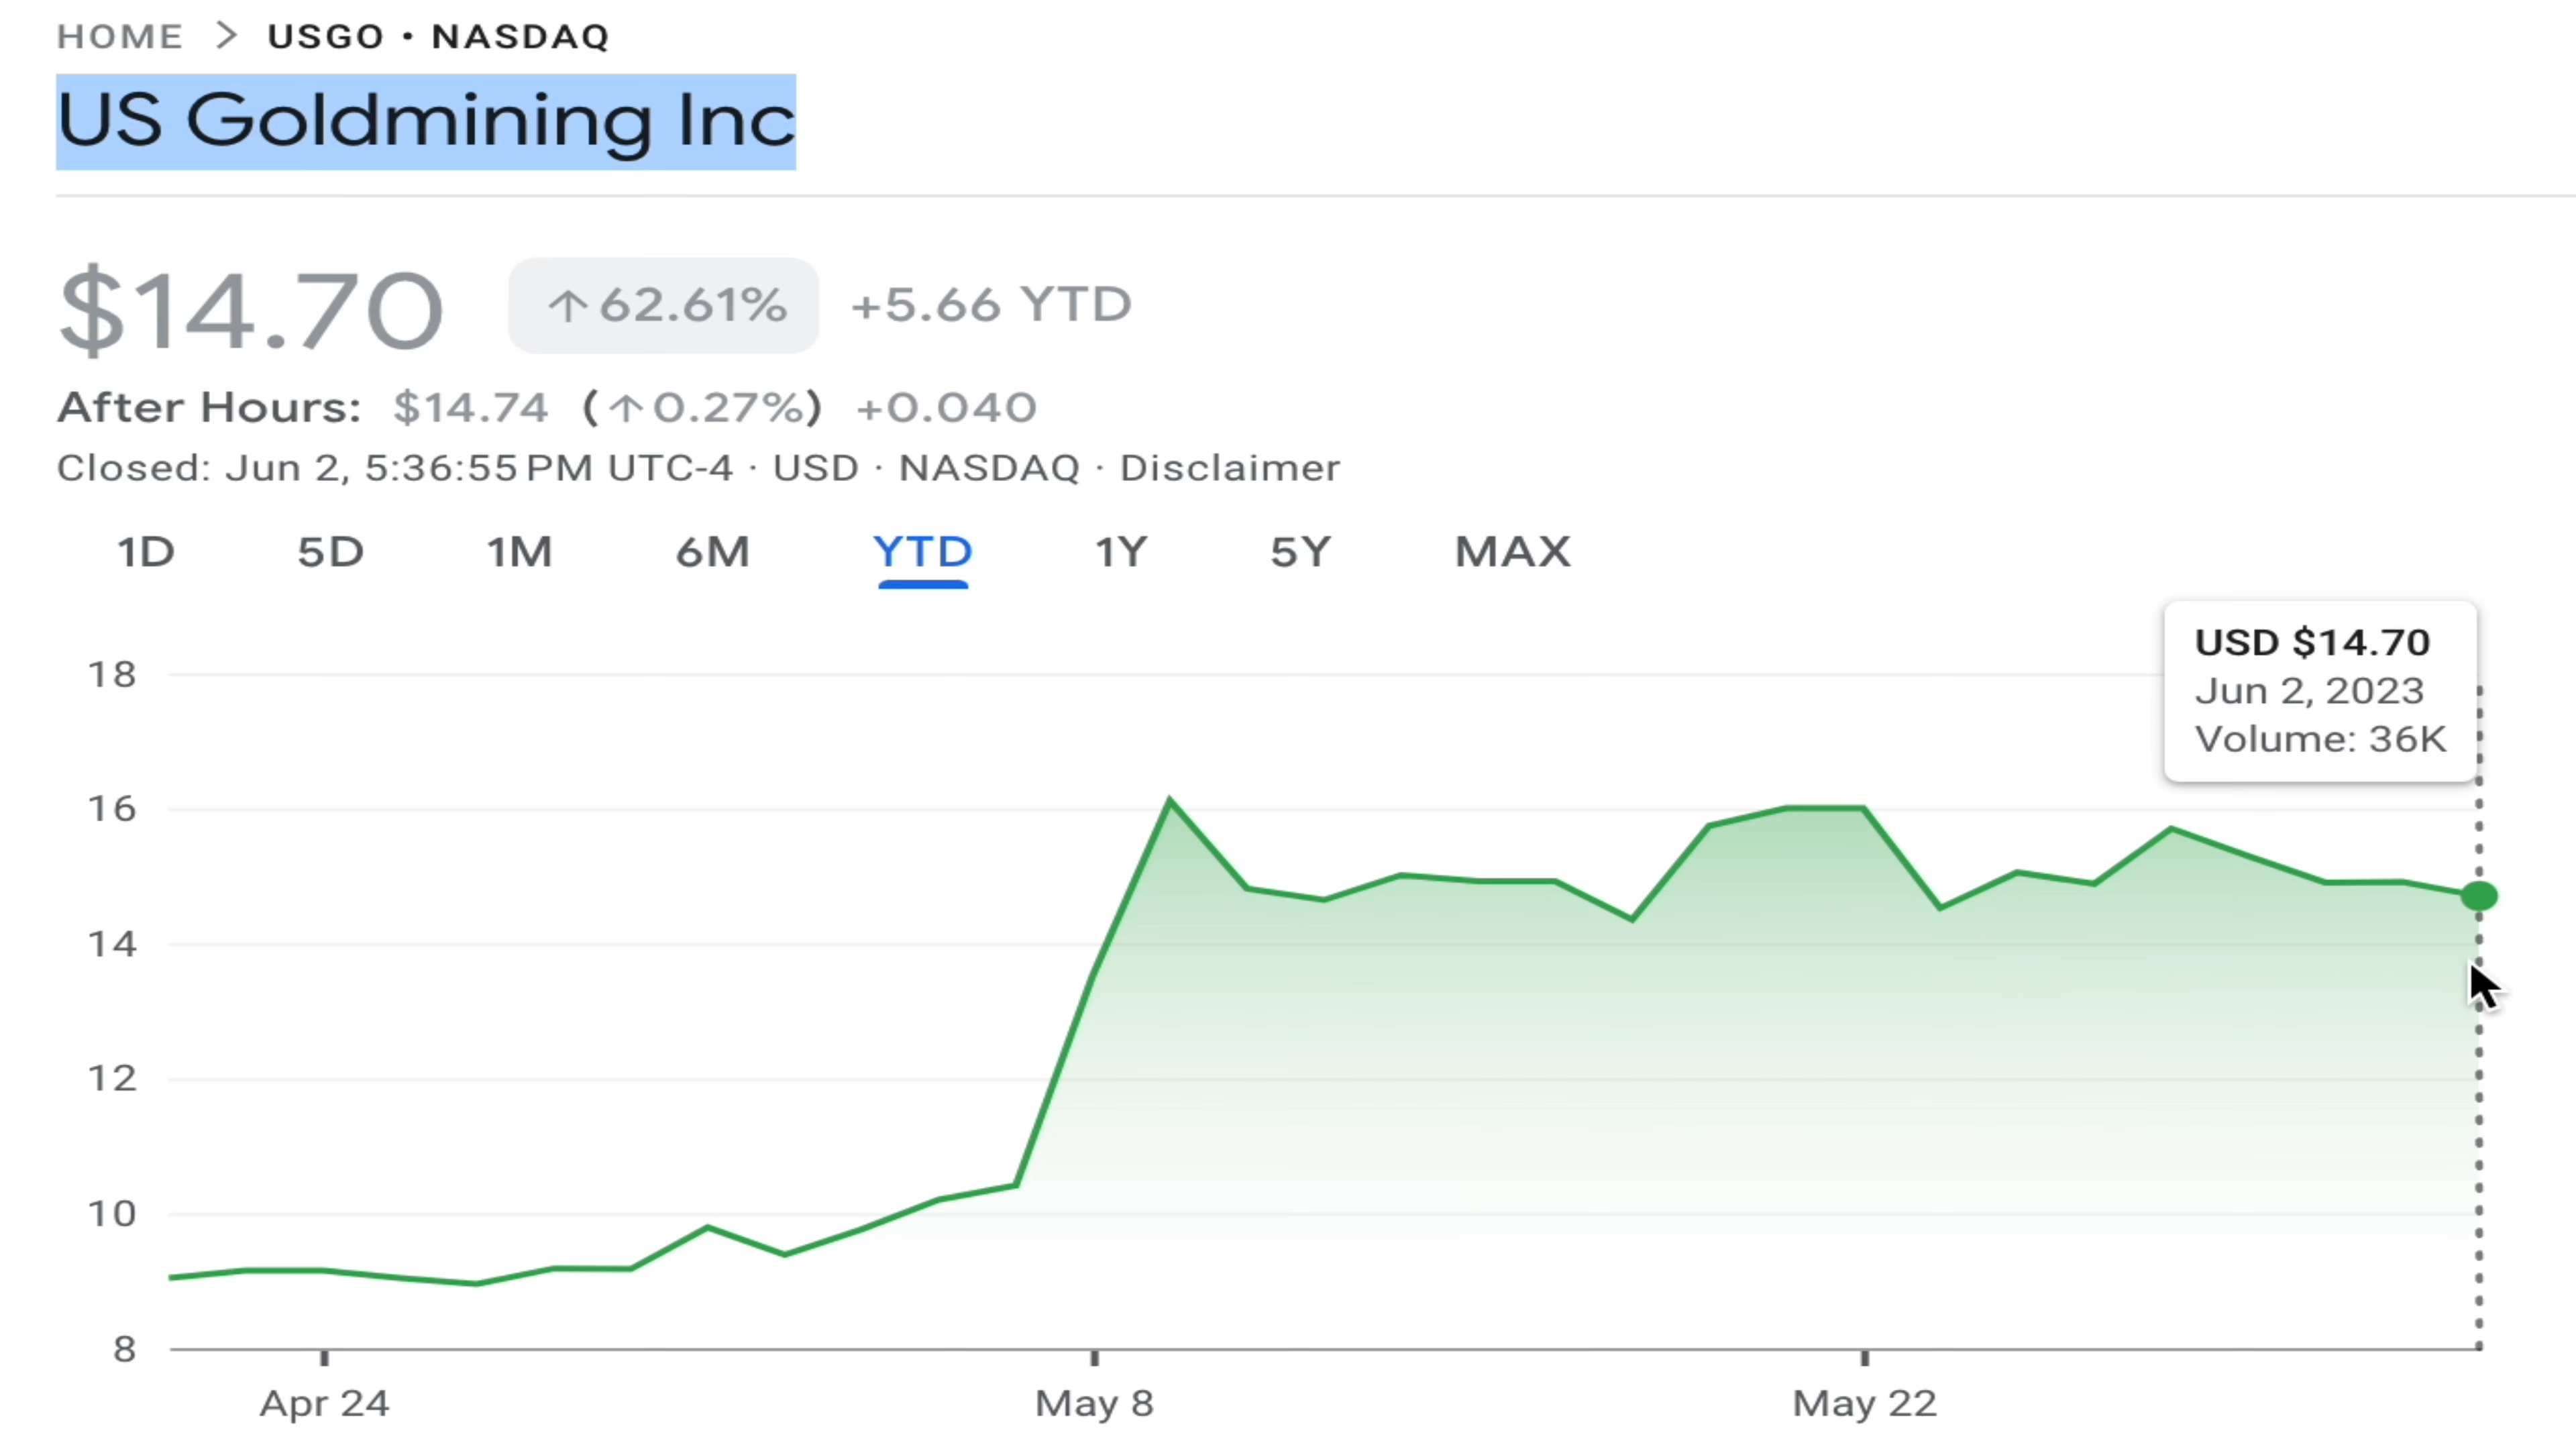 HOME > USGO • NASDAQ
US Goldmining Inc
$14.70 ↑62.61% +5.66 YTD
After Hours: $14.74 (↑0.27%) +0.040
Closed: Jun 2, 5:36:55 PM UTC-4 · USD · NASDAQ · Disclaimer
1D 5D 1M 6M YTD 1Y 5Y MAX
USD $14.70
Jun 2, 2023
Volume: 36K
18
16
14
12
10
8
Apr 24 May 8 May 22